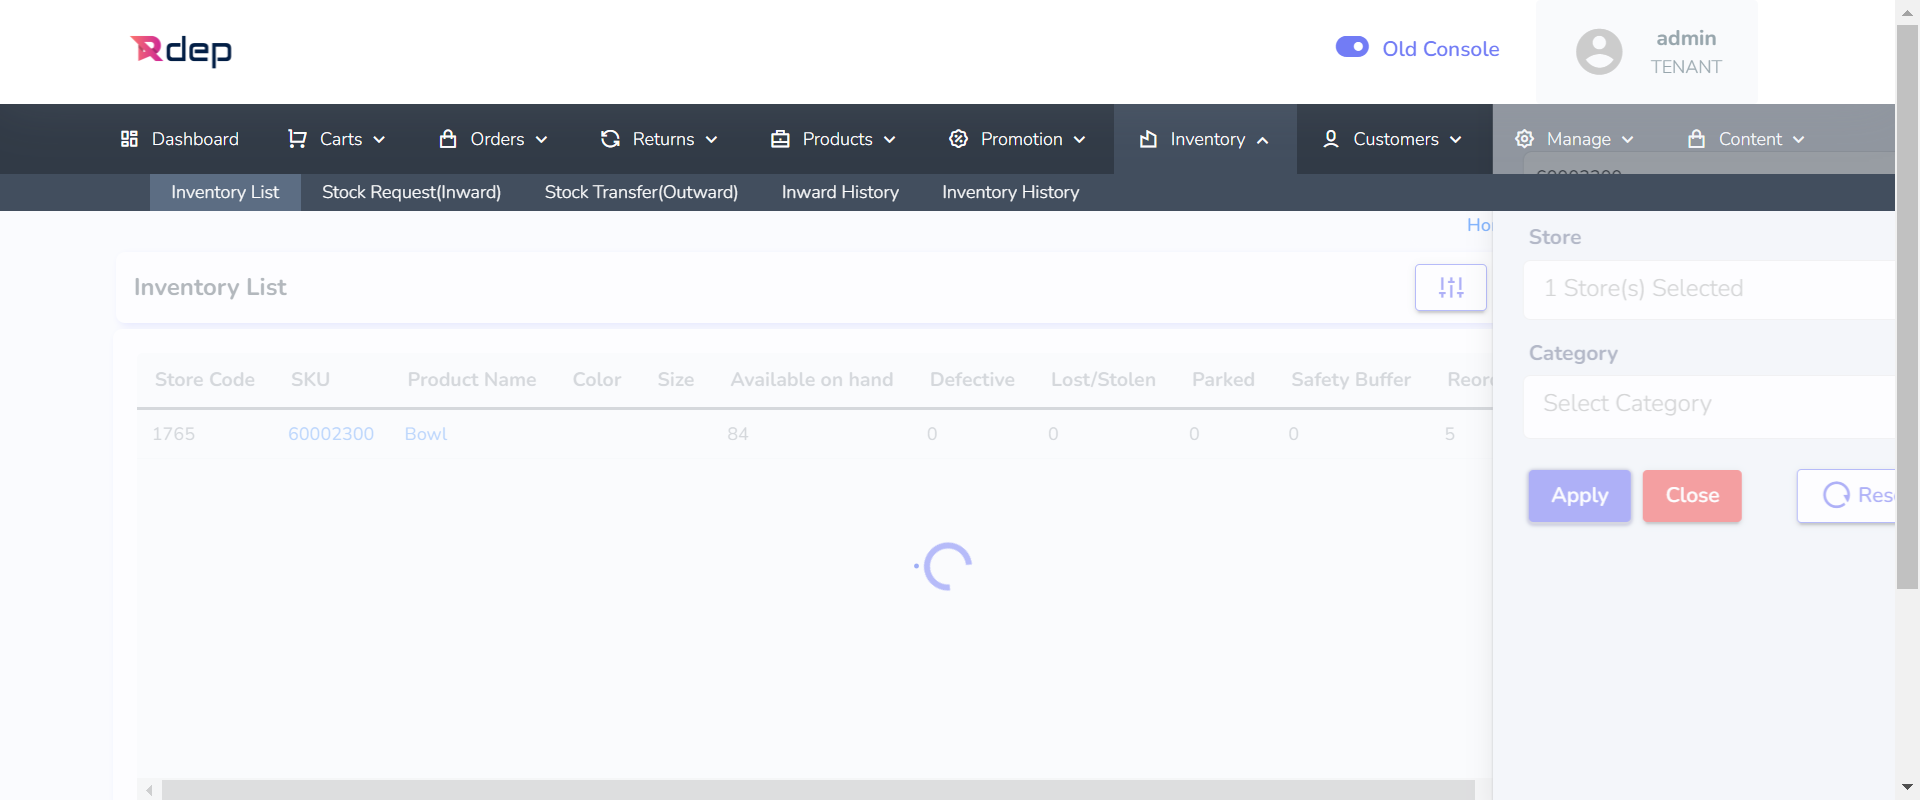 Rdep
Old Console
admin
TENANT
Dashboard
Carts
Orders
Returns
Products
Promotion
Inventory
Customers
Manage
Content
Inventory List
Stock Request(Inward)
Stock Transfer(Outward)
Inward History
Inventory History
Ho
Inventory List
Store Code SKU Product Name Color Size Available on hand Defective Lost/Stolen Parked Safety Buffer Reor
1765 60002300 Bowl 84 0 0 0 0 5
Store
1 Store(s) Selected
Category
Select Category
Apply
Close
Res